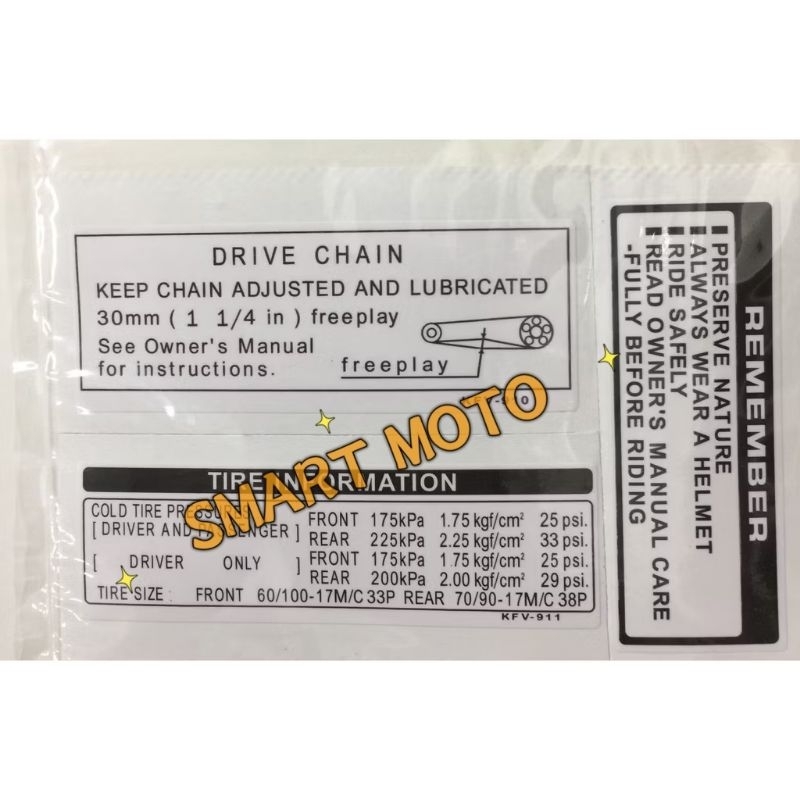 DRIVE CHAIN
KEEP CHAIN ADJUSTED AND LUBRICATED
30mm ( 1 1/4 in ) freeplay
See Owner's Manual
for instructions.
freeplay
SMART MOTO
TIRE INFORMATION
COLD TIRE PRESSURES
[ DRIVER AND PASSENGER ] FRONT 175kPa 1.75 kgf/cm² 25 psi.
REAR 225kPa 2.25 kgf/cm² 33 psi.
[ DRIVER ONLY ] FRONT 175kPa 1.75 kgf/cm² 25 psi.
REAR 200kPa 2.00 kgf/cm² 29 psi.
TIRE SIZE : FRONT 60/100-17M/C 33P REAR 70/90-17M/C 38P
KFV-911
REMEMBER
PRESERVE NATURE
ALWAYS WEAR A HELMET
RIDE SAFELY
READ OWNER'S MANUAL CARE
-FULLY BEFORE RIDING